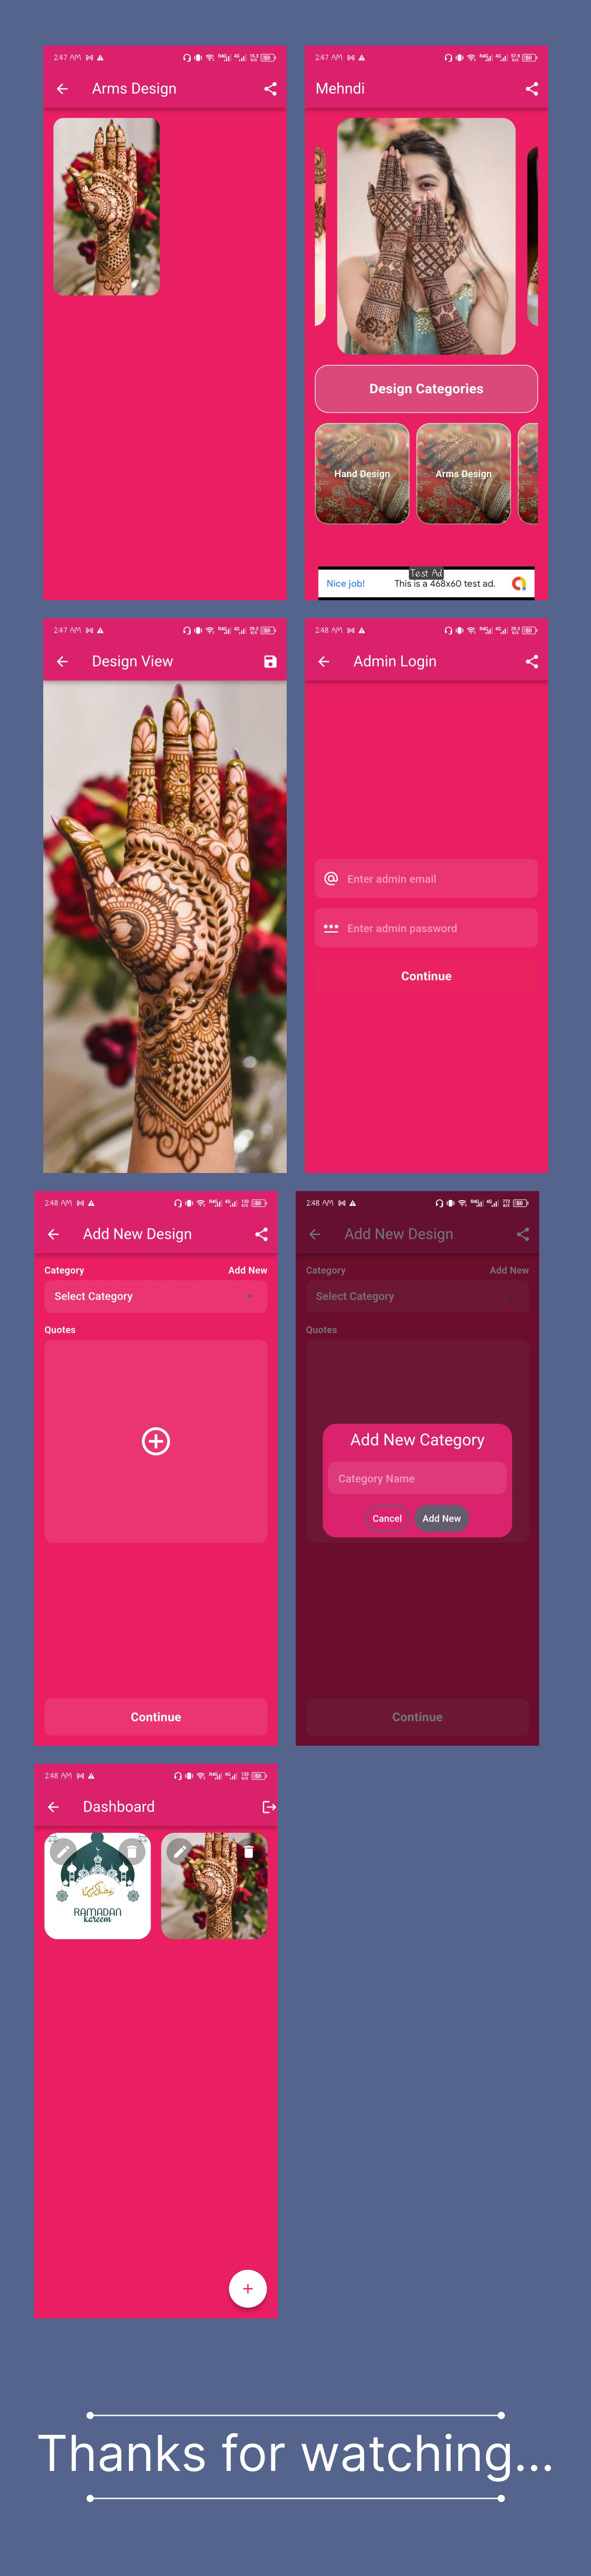 2:47 AM
Arms Design
2:47 AM
Mehndi
Design Categories
Hand Design
Arms Design
Test Ad
Nice job!
This is a 468x60 test ad.
2:47 AM
Design View
2:48 AM
Admin Login
Enter admin email
Enter admin password
Continue
2:48 AM
Add New Design
Category
Add New
Select Category
Quotes
Continue
2:48 AM
Add New Design
Category
Add New
Select Category
Quotes
Add New Category
Category Name
Cancel
Add New
Continue
2:48 AM
Dashboard
RAMADAN
kareem
Thanks for watching...